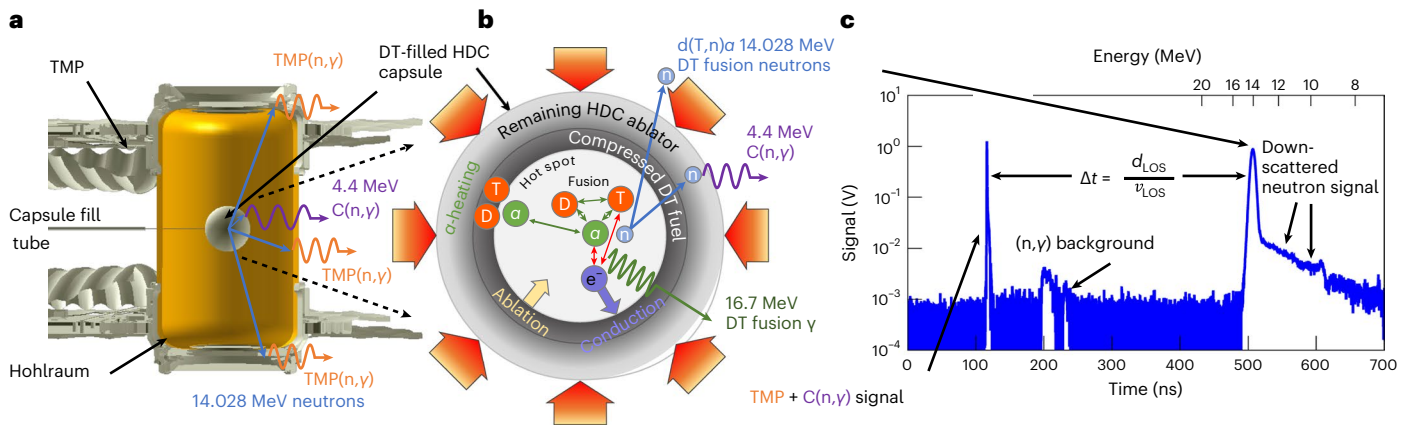 a
TMP
TMP(n,γ)
DT-filled HDC
capsule
4.4 MeV
C(n,γ)
Capsule fill
tube
TMP(n,γ)
Hohlraum
TMP(n,γ)
14.028 MeV neutrons
b
d(T,n)α 14.028 MeV
DT fusion neutrons
n
Remaining HDC ablator
Compressed DT fuel
4.4 MeV
C(n,γ)
Hot spot
Fusion
n
α-heating
T
D
α
D
T
α
n
e⁻
Ablation
Conduction
16.7 MeV
DT fusion γ
TMP + C(n,γ) signal
c
Energy (MeV)
20 16 14 12 10 8
10¹
10⁰
10⁻¹
10⁻²
10⁻³
10⁻⁴
Signal (V)
Δt = d_LOS / v_LOS
Down-
scattered
neutron signal
(n,γ) background
0 100 200 300 400 500 600 700
Time (ns)